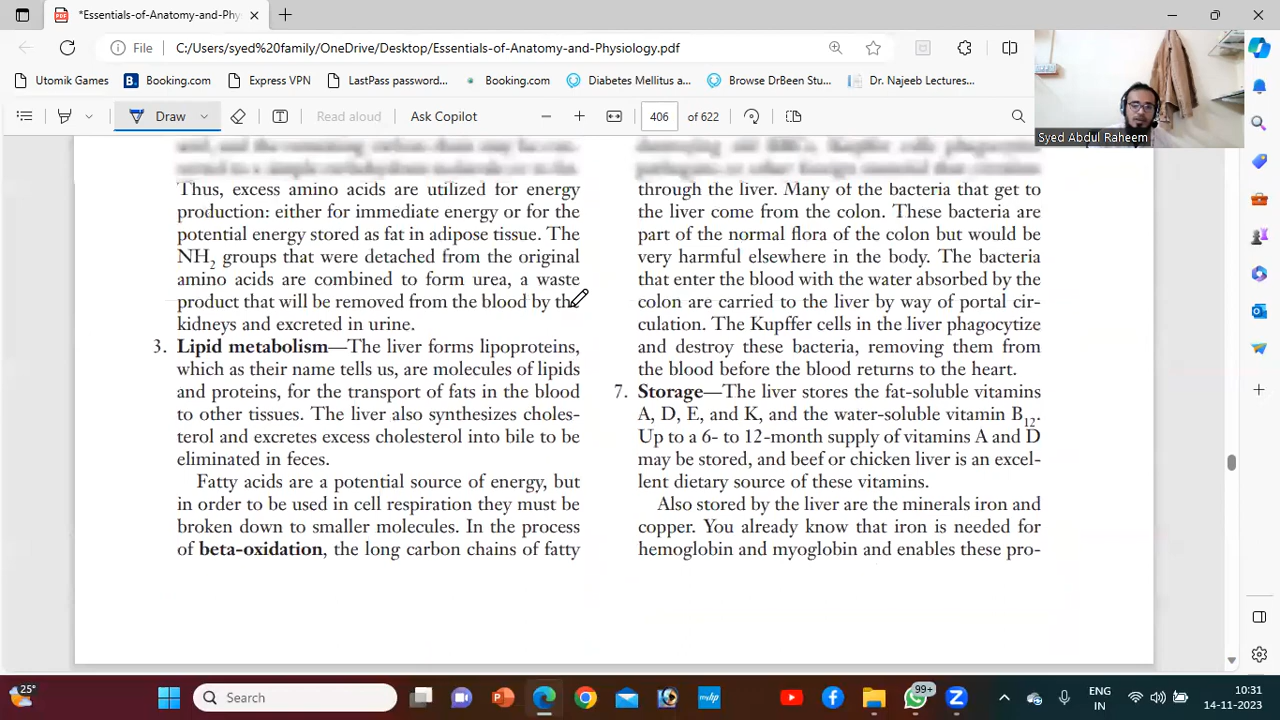 *Essentials-of-Anatomy-and-Phy
File
C:/Users/syed%20family/OneDrive/Desktop/Essentials-of-Anatomy-and-Physiology.pdf
Utomik Games
Booking.com
Express VPN
LastPass password...
Booking.com
Diabetes Mellitus a...
Browse DrBeen Stu...
Dr. Najeeb Lectures...
Draw
Read aloud
Ask Copilot
406 of 622
Syed Abdul Raheem
Thus, excess amino acids are utilized for energy
production: either for immediate energy or for the
potential energy stored as fat in adipose tissue. The
NH2 groups that were detached from the original
amino acids are combined to form urea, a waste
product that will be removed from the blood by the
kidneys and excreted in urine.
3. Lipid metabolism—The liver forms lipoproteins,
which as their name tells us, are molecules of lipids
and proteins, for the transport of fats in the blood
to other tissues. The liver also synthesizes choles-
terol and excretes excess cholesterol into bile to be
eliminated in feces.
Fatty acids are a potential source of energy, but
in order to be used in cell respiration they must be
broken down to smaller molecules. In the process
of beta-oxidation, the long carbon chains of fatty
through the liver. Many of the bacteria that get to
the liver come from the colon. These bacteria are
part of the normal flora of the colon but would be
very harmful elsewhere in the body. The bacteria
that enter the blood with the water absorbed by the
colon are carried to the liver by way of portal cir-
culation. The Kupffer cells in the liver phagocytize
and destroy these bacteria, removing them from
the blood before the blood returns to the heart.
7. Storage—The liver stores the fat-soluble vitamins
A, D, E, and K, and the water-soluble vitamin B12.
Up to a 6- to 12-month supply of vitamins A and D
may be stored, and beef or chicken liver is an excel-
lent dietary source of these vitamins.
Also stored by the liver are the minerals iron and
copper. You already know that iron is needed for
hemoglobin and myoglobin and enables these pro-
25°
Search
99+
ENG
IN
10:31
14-11-2023